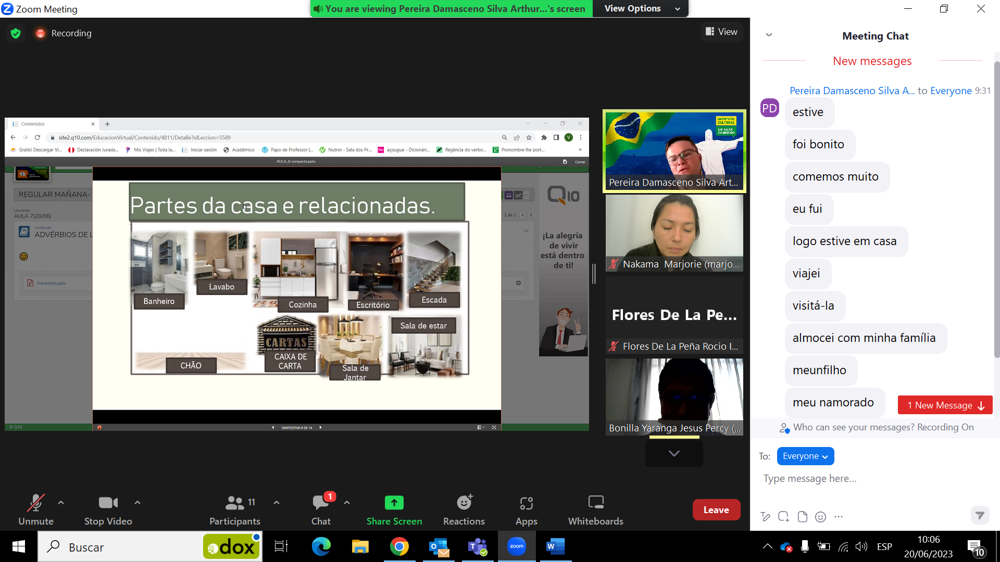 Zoom Meeting
You are viewing Pereira Damasceno Silva Arthur...'s screen
View Options
Recording
View
Contenidos
site2.q10.com/EducacionVirtual/Contenido/4811/Detalle?idLeccion=5589
Gratis! Descargar Vi...
Declaración Jurada...
Mis Viajes | Toda la...
Iniciar sesión
Académico
Papo de Professor |...
Nutror - Sala dos Pr...
açougue - Dicionári...
Regência do verbo...
Pronombre lhe port...
AULA_6 compacta.pptx
Cerrar
REGULAR MAÑANA-
Lecciones:
AULA 7(20/06)
Contenido:
ADVÉRBIOS DE L
Adverbios.pptx
1 de 1
Q10
¡La alegría
de vivir
está dentro
de ti!
Partes da casa e relacionadas.
Banheiro
Lavabo
Cozinha
Escritório
Escada
CHÃO
CARTAS
CAIXA DE
CARTA
Sala de
Jantar
Sala de estar
© Q10
DIAPOSITIVA 9 DE 14
INSTITUTO
CULTURAL
DA SILVA
CORDEIRO
Pereira Damasceno Silva Art...
Nakama Marjorie (marjo...
Flores De La Pe...
Flores De La Peña Rocio I...
Bonilla Yaranga Jesus Percy (...
Meeting Chat
New messages
Pereira Damasceno Silva A... to Everyone 9:31
PD
estive
foi bonito
comemos muito
eu fui
logo estive em casa
viajei
visitá-la
almocei com minha família
meunfilho
meu namorado
1 New Message
Who can see your messages? Recording On
To: Everyone
Type message here...
Unmute
Stop Video
Participants
11
Chat
1
Share Screen
Reactions
Apps
Whiteboards
Leave
Buscar
dox
zoom
ESP
10:06
20/06/2023
10